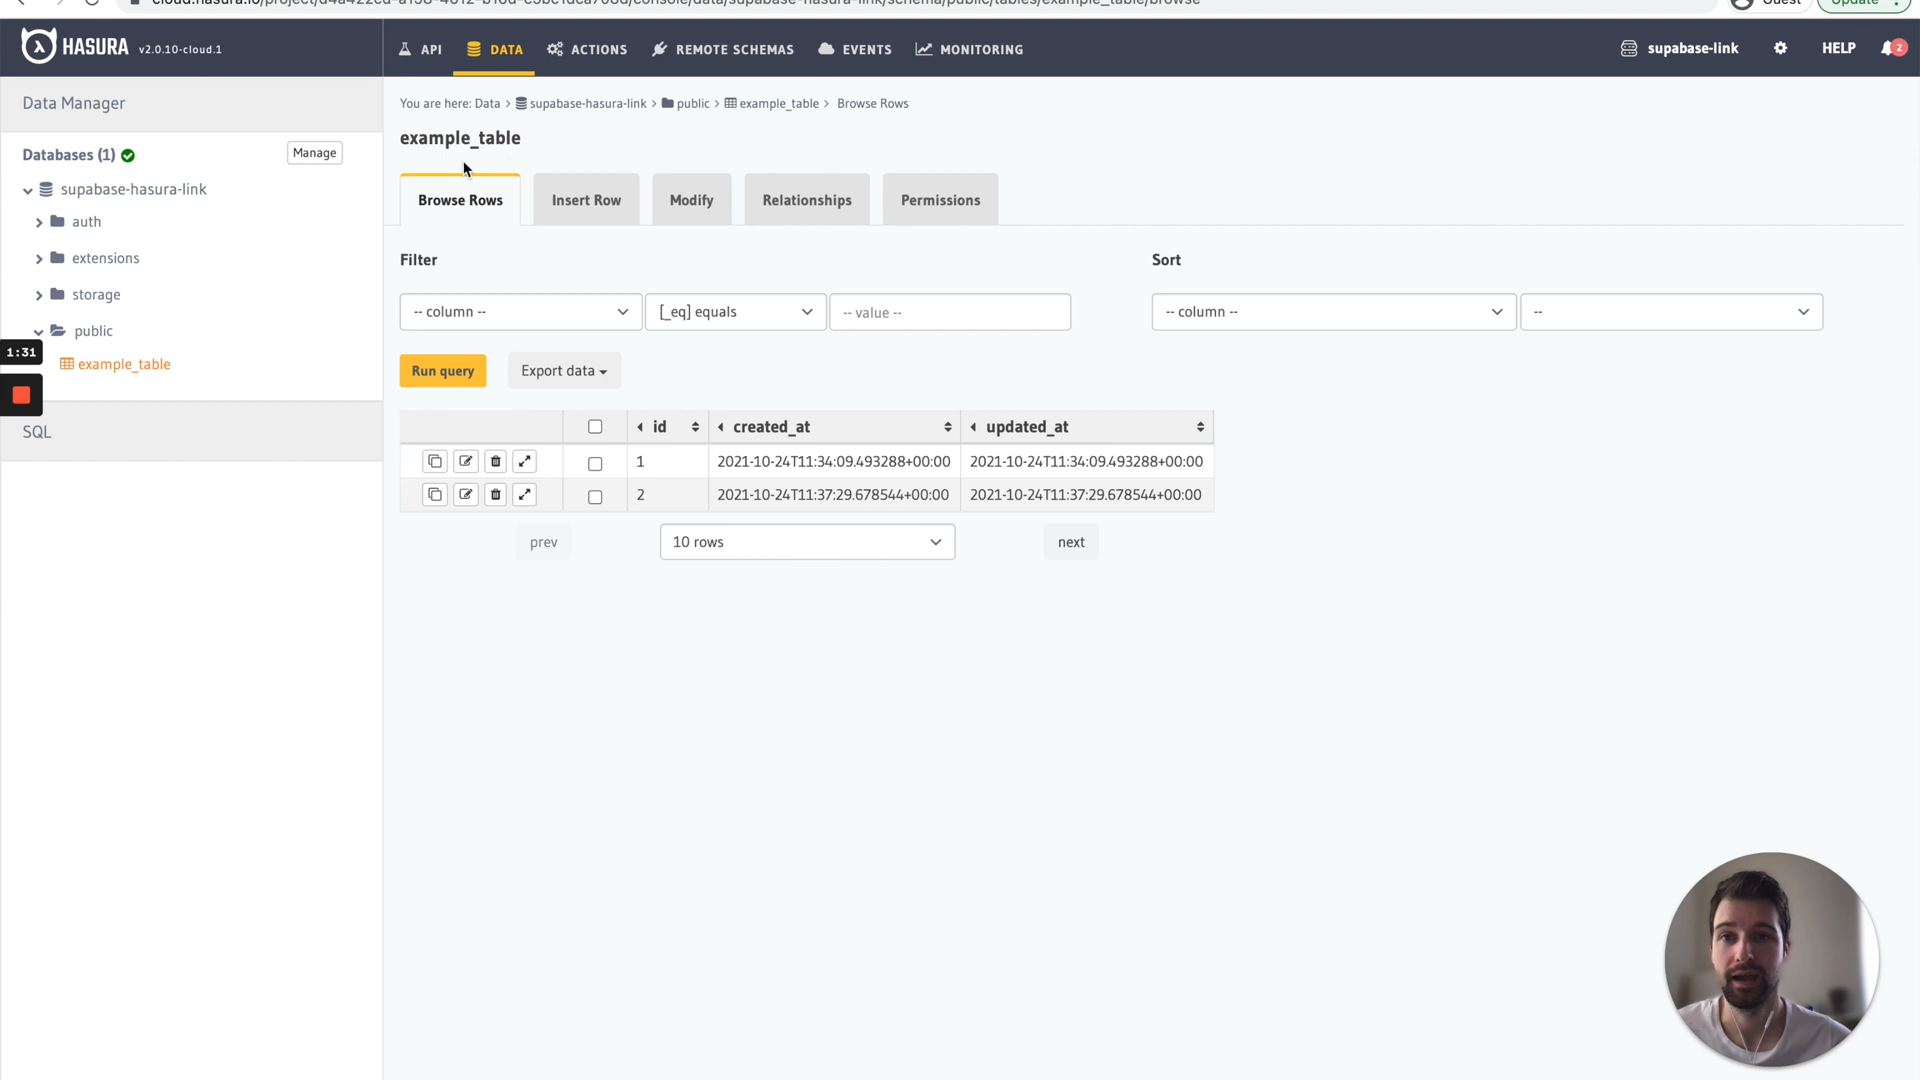 Guest
Update
HASURA v2.0.10-cloud.1
API
DATA
ACTIONS
REMOTE SCHEMAS
EVENTS
MONITORING
supabase-link
HELP
2
Data Manager
Databases (1)
Manage
supabase-hasura-link
auth
extensions
storage
public
1:31
example_table
SQL
You are here: Data > supabase-hasura-link > public > example_table > Browse Rows
example_table
Browse Rows
Insert Row
Modify
Relationships
Permissions
Filter
Sort
-- column --
[_eq] equals
-- value --
-- column --
--
Run query
Export data
id created_at updated_at
1 2021-10-24T11:34:09.493288+00:00 2021-10-24T11:34:09.493288+00:00
2 2021-10-24T11:37:29.678544+00:00 2021-10-24T11:37:29.678544+00:00
prev
10 rows
next